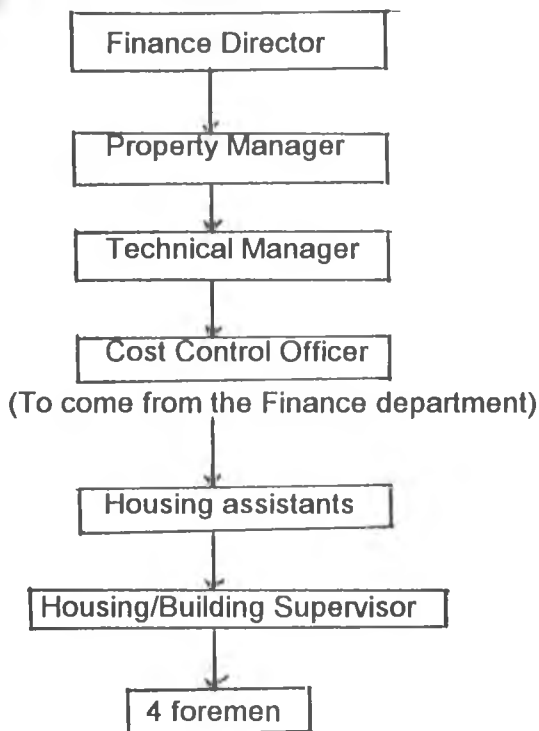 Finance Director
Property Manager
Technical Manager
Cost Control Officer
(To come from the Finance department)
Housing assistants
Housing/Building Supervisor
4 foremen